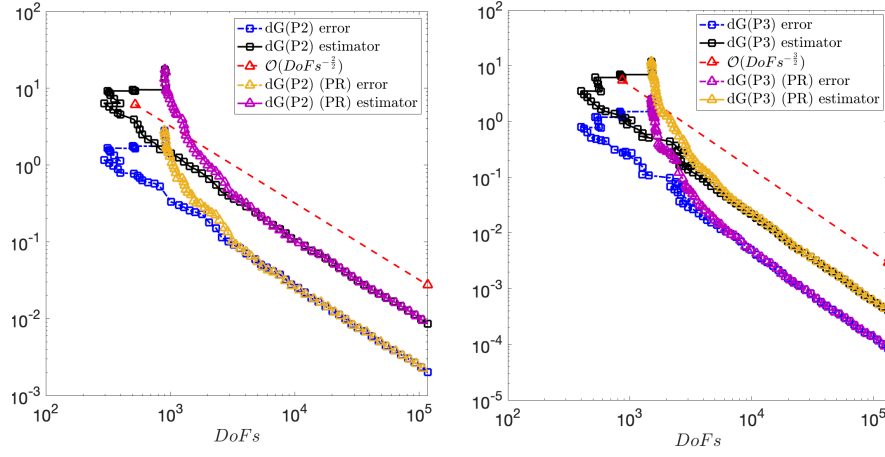 10^2
10^1
10^0
10^-1
10^-2
10^-3
10^2
10^3
10^4
10^5
DoFs
dG(P2) error
dG(P2) estimator
O(DoFs^{-2/2})
dG(P2) (PR) error
dG(P2) (PR) estimator
10^2
10^1
10^0
10^-1
10^-2
10^-3
10^-4
10^-5
10^2
10^3
10^4
10^5
DoFs
dG(P3) error
dG(P3) estimator
O(DoFs^{-3/2})
dG(P3) (PR) error
dG(P3) (PR) estimator